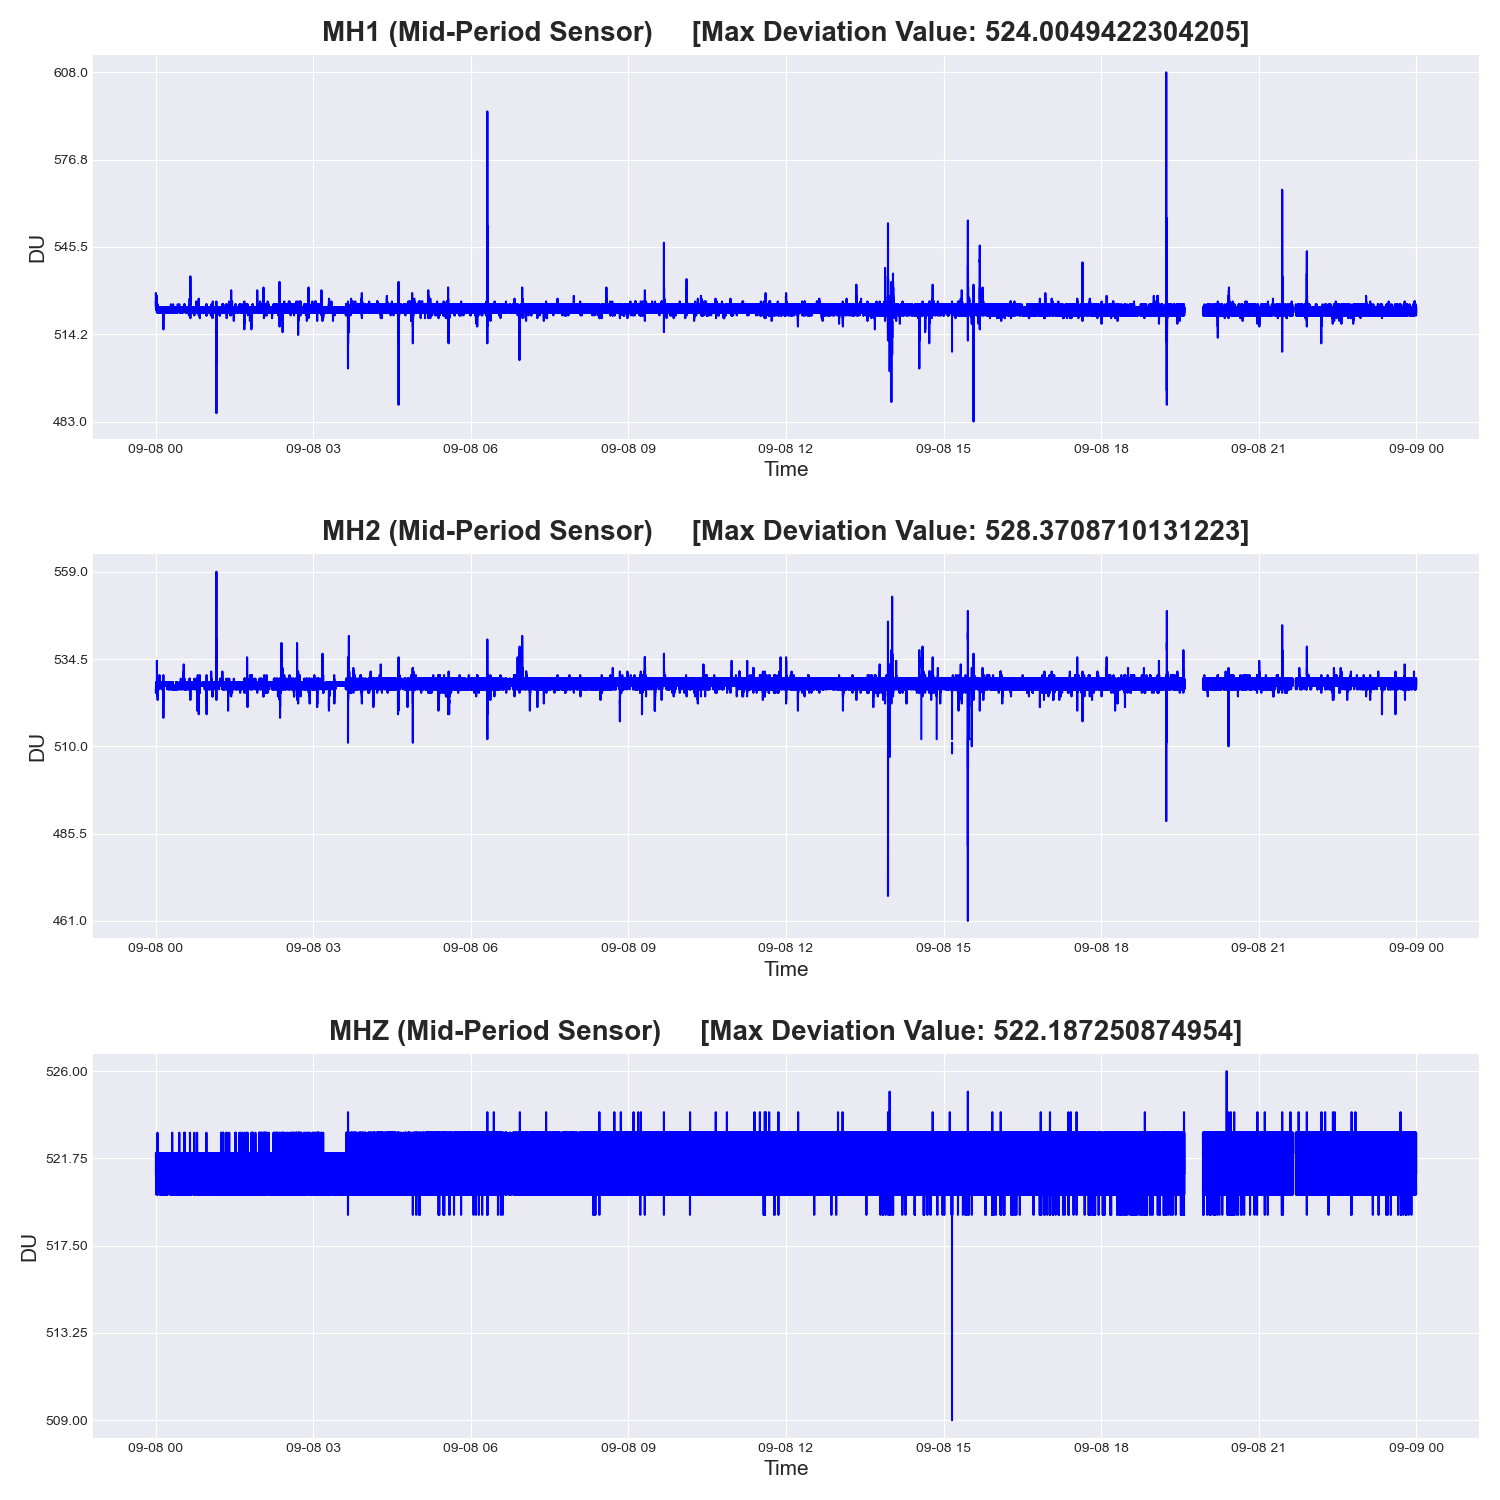 MH1 (Mid-Period Sensor) [Max Deviation Value: 524.0049422304205]
608.0
576.8
545.5
514.2
483.0
DU
09-08 00 09-08 03 09-08 06 09-08 09 09-08 12 09-08 15 09-08 18 09-08 21 09-09 00
Time
MH2 (Mid-Period Sensor) [Max Deviation Value: 528.3708710131223]
559.0
534.5
510.0
485.5
461.0
DU
09-08 00 09-08 03 09-08 06 09-08 09 09-08 12 09-08 15 09-08 18 09-08 21 09-09 00
Time
MHZ (Mid-Period Sensor) [Max Deviation Value: 522.187250874954]
526.00
521.75
517.50
513.25
509.00
DU
09-08 00 09-08 03 09-08 06 09-08 09 09-08 12 09-08 15 09-08 18 09-08 21 09-09 00
Time